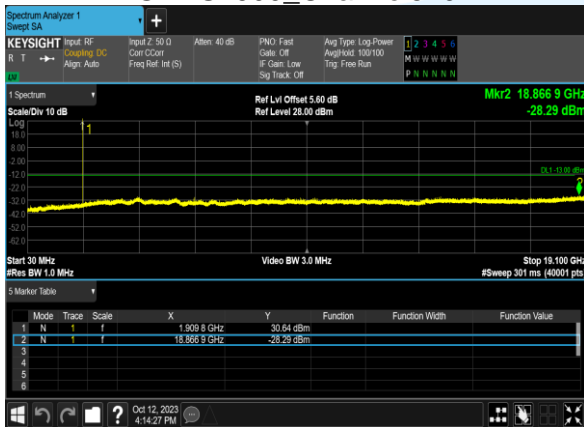 Spectrum Analyzer 1
Swept SA
KEYSIGHT
R T
LW
Input: RF
Coupling: DC
Align: Auto
Input Z: 50 Ω
Corr CCorr
Freq Ref: Int (S)
Atten: 40 dB
PNO: Fast
Gate: Off
IF Gain: Low
Sig Track: Off
Avg Type: Log-Power
Avg|Hold: 100/100
Trig: Free Run
1 2 3 4 5 6
M W W W W W
P N N N N N
1 Spectrum
Scale/Div 10 dB
Log
Ref Lvl Offset 5.60 dB
Ref Level 28.00 dBm
Mkr2 18.866 9 GHz
-28.29 dBm
18.0
8.00
-2.00
-12.0
-22.0
-32.0
-42.0
-52.0
-62.0
1
DL1 -13.00 dBm
2
Start 30 MHz
#Res BW 1.0 MHz
Video BW 3.0 MHz
Stop 19.100 GHz
#Sweep 301 ms (40001 pts)
5 Marker Table
Mode Trace Scale X Y Function Function Width Function Value
1 N 1 f 1.909 8 GHz 30.64 dBm
2 N 1 f 18.866 9 GHz -28.29 dBm
3
4
5
6
?
Oct 12, 2023
4:14:27 PM